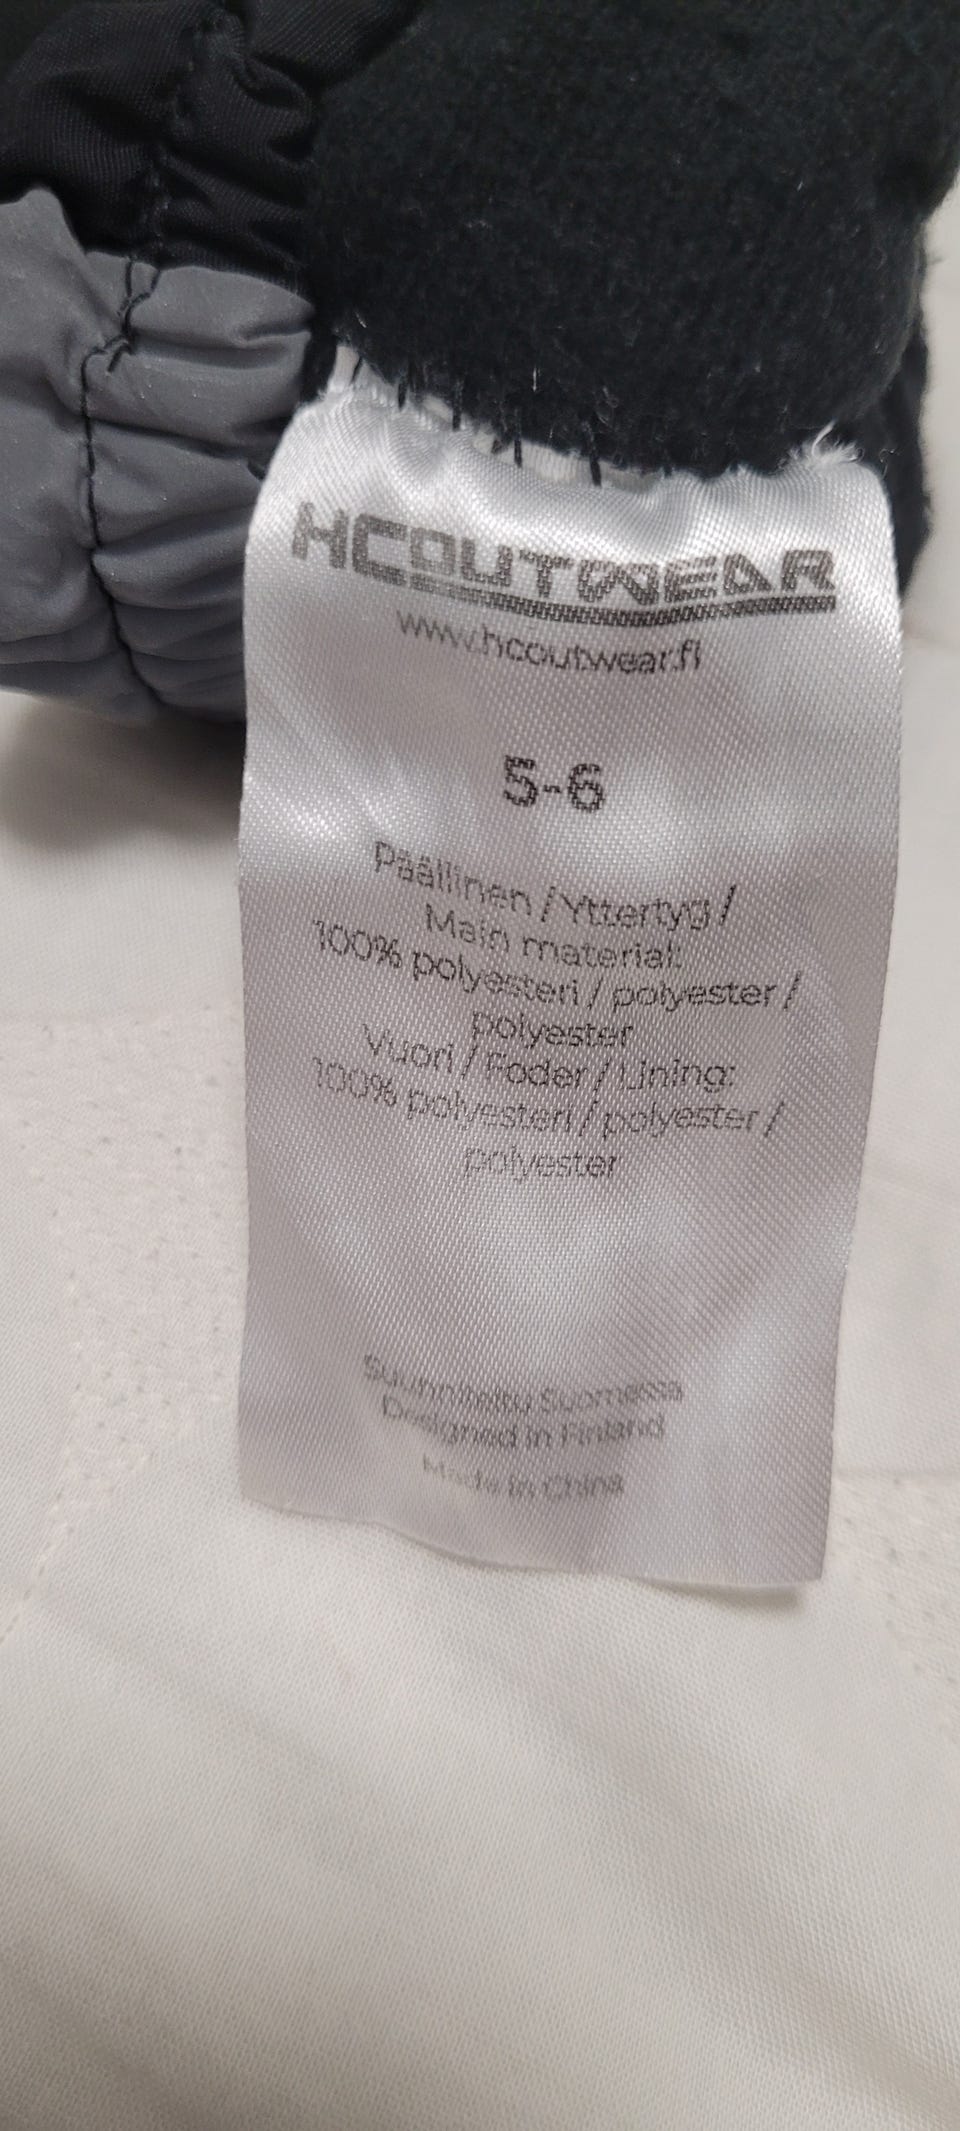 HCOUTWEAR
www.hcoutwear.fi
5-6
Päällinen / Yttertyg /
Main material:
100% polyesteri / polyester /
polyester
Vuori / Foder / Lining:
100% polyesteri / polyester /
polyester
Suunniteltu Suomessa
Designed in Finland
Made in China